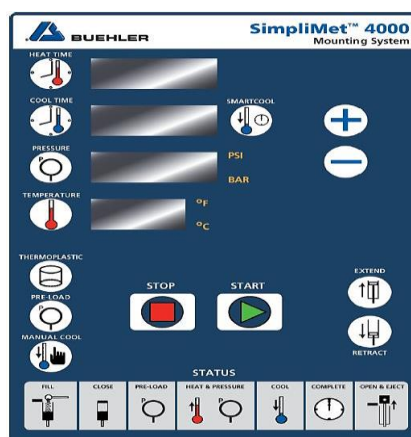 BUEHLER
SimpliMet™ 4000
Mounting System
HEAT TIME
COOL TIME
SMARTCOOL
PRESSURE
P
PSI
BAR
TEMPERATURE
°F
°C
THERMOPLASTIC
PRE-LOAD
P
MANUAL COOL
STOP
START
EXTEND
RETRACT
STATUS
FILL
CLOSE
PRE-LOAD
HEAT & PRESSURE
COOL
COMPLETE
OPEN & EJECT
P
P